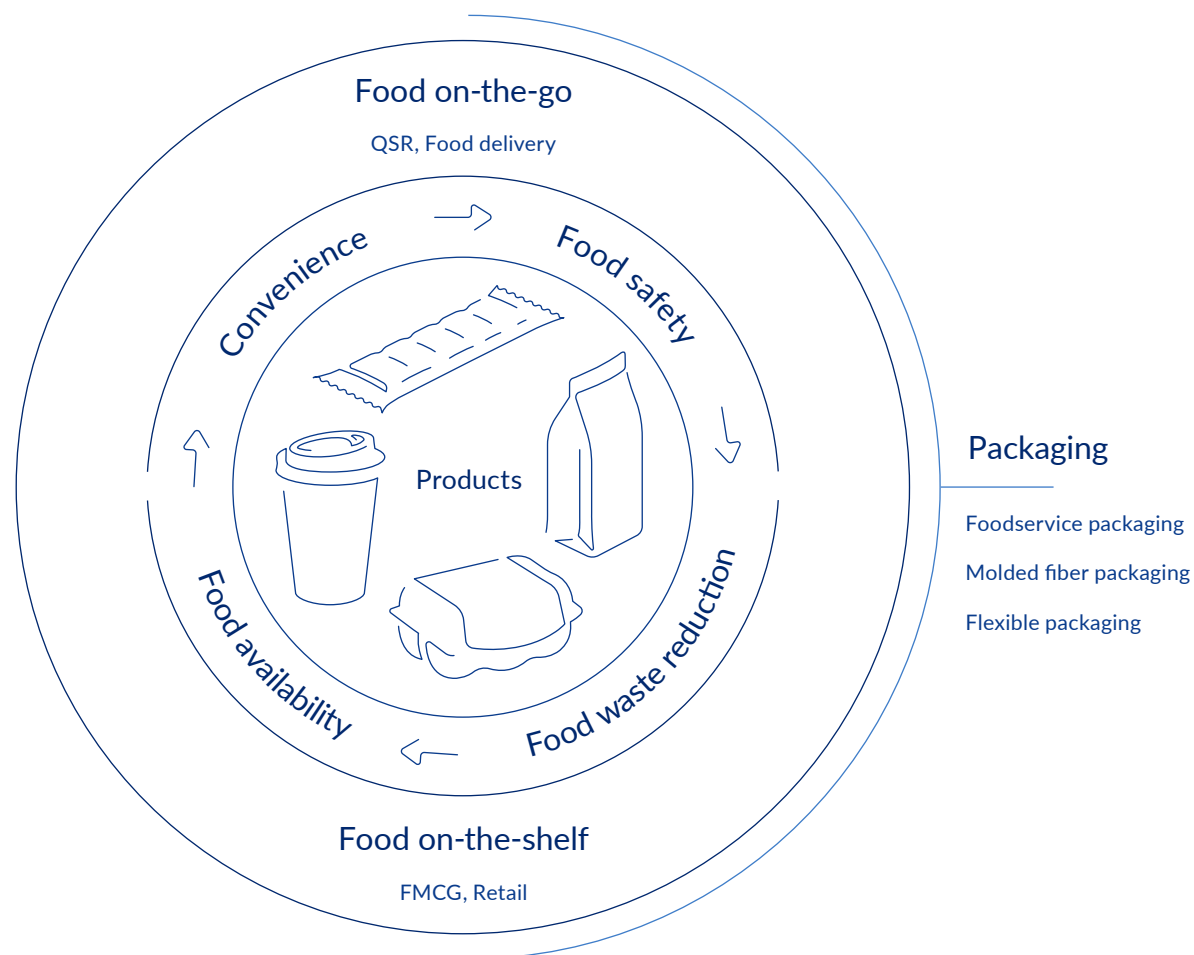 Food on-the-go
QSR, Food delivery
Convenience
Food safety
Products
Packaging
Foodservice packaging
Molded fiber packaging
Flexible packaging
Food availability
Food waste reduction
Food on-the-shelf
FMCG, Retail